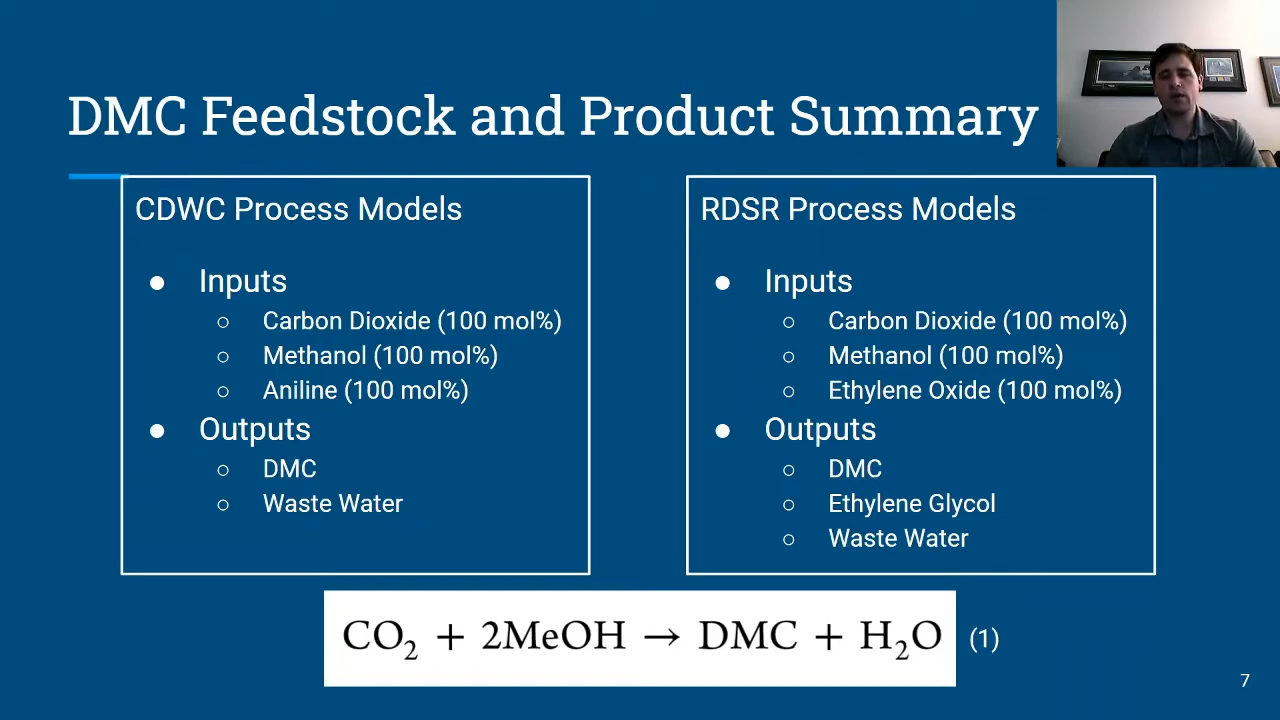 DMC Feedstock and Product Summary
CDWC Process Models
● Inputs
○ Carbon Dioxide (100 mol%)
○ Methanol (100 mol%)
○ Aniline (100 mol%)
● Outputs
○ DMC
○ Waste Water
RDSR Process Models
● Inputs
○ Carbon Dioxide (100 mol%)
○ Methanol (100 mol%)
○ Ethylene Oxide (100 mol%)
● Outputs
○ DMC
○ Ethylene Glycol
○ Waste Water
CO₂ + 2MeOH → DMC + H₂O (1)
7